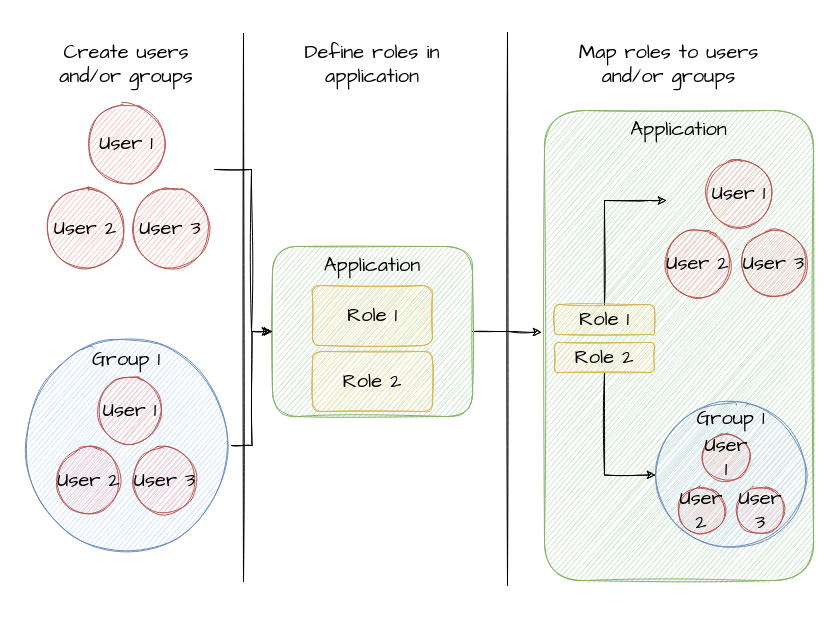 Create users
and/or groups
User 1
User 2
User 3
Group 1
User 1
User 2
User 3
Define roles in
application
Application
Role 1
Role 2
Map roles to users
and/or groups
Application
User 1
User 2
User 3
Role 1
Role 2
Group 1
User
1
User
2
User
3